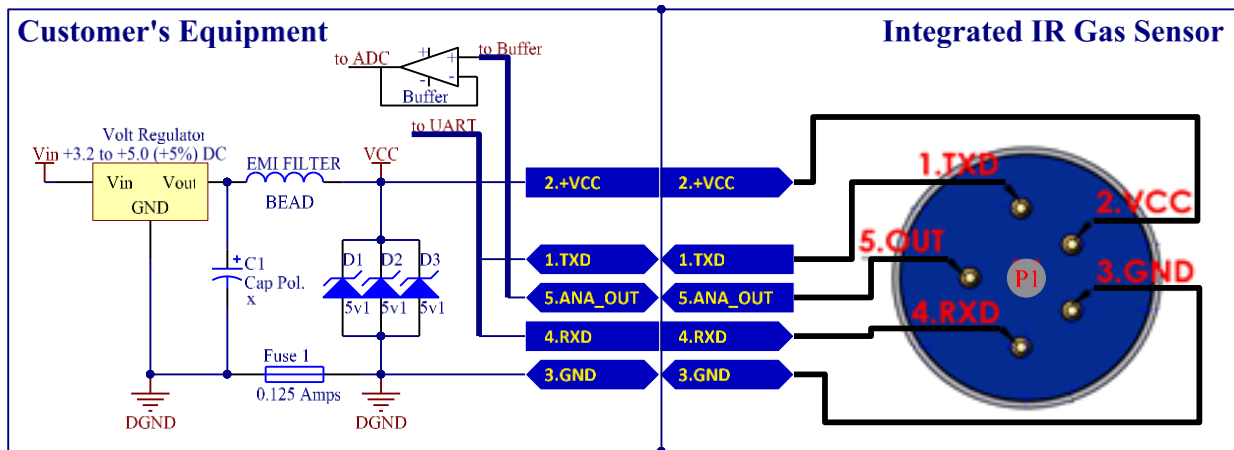 Customer's Equipment
Integrated IR Gas Sensor
to ADC
+
-
+
-
to Buffer
Buffer
to UART
Volt Regulator
Vin
+3.2 to +5.0 (+5%) DC
Vin
Vout
GND
EMI FILTER
BEAD
VCC
2.+VCC
2.+VCC
1.TXD
2.VCC
5.OUT
P1
3.GND
4.RXD
1.TXD
1.TXD
5.ANA_OUT
5.ANA_OUT
4.RXD
4.RXD
3.GND
3.GND
+
C1
Cap Pol.
x
D1
D2
D3
5v1
5v1
5v1
Fuse 1
0.125 Amps
DGND
DGND